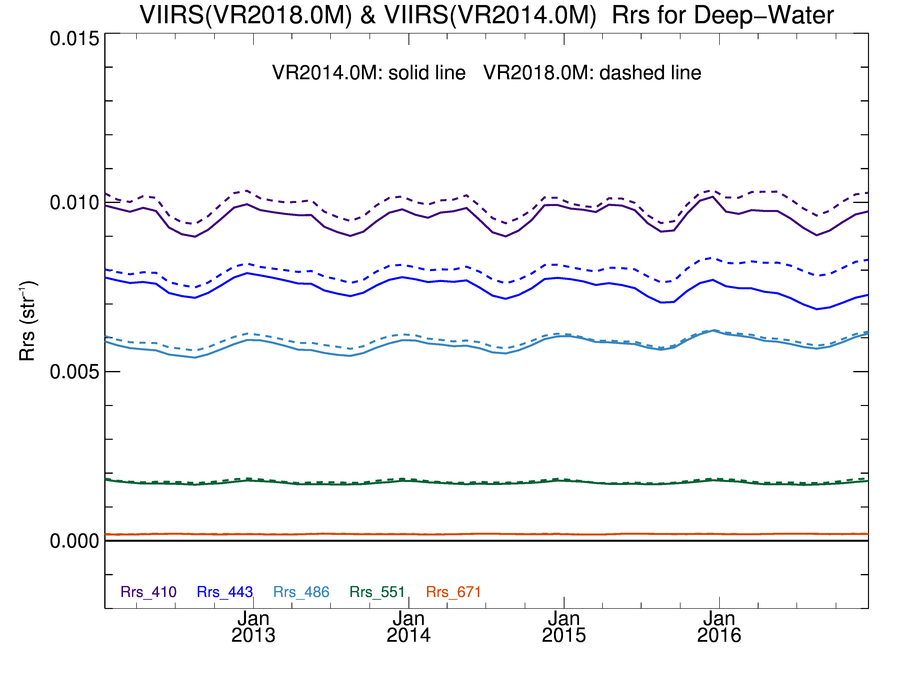 VIIRS(VR2018.0M) & VIIRS(VR2014.0M)  Rrs for Deep−Water
VR2014.0M: solid line   VR2018.0M: dashed line
0.015
0.010
0.005
0.000
Rrs (str⁻¹)
Rrs_410 Rrs_443 Rrs_486 Rrs_551 Rrs_671
Jan Jan Jan Jan
2013 2014 2015 2016